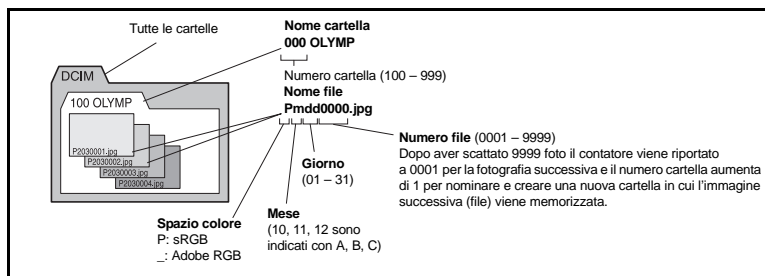 Tutte le cartelle
Nome cartella
000 OLYMP
Numero cartella (100 – 999)
DCIM
100 OLYMP
P2030001.jpg
P2030002.jpg
P2030003.jpg
P2030004.jpg
Nome file
Pmdd0000.jpg
Numero file (0001 – 9999)
Dopo aver scattato 9999 foto il contatore viene riportato
a 0001 per la fotografia successiva e il numero cartella aumenta
di 1 per nominare e creare una nuova cartella in cui l'immagine
successiva (file) viene memorizzata.
Giorno
(01 – 31)
Mese
(10, 11, 12 sono
indicati con A, B, C)
Spazio colore
P: sRGB
_: Adobe RGB